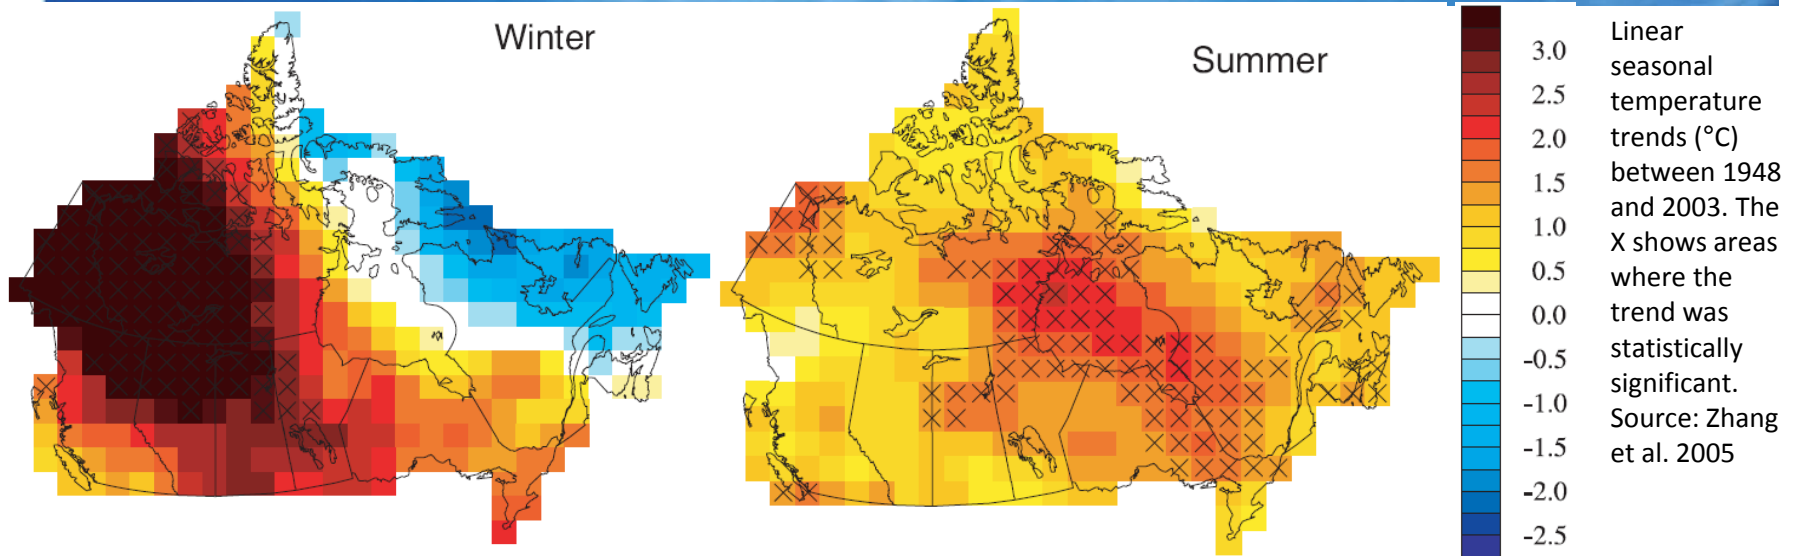 Winter
Summer
3.0
2.5
2.0
1.5
1.0
0.5
0.0
-0.5
-1.0
-1.5
-2.0
-2.5
Linear
seasonal
temperature
trends (°C)
between 1948
and 2003. The
X shows areas
where the
trend was
statistically
significant.
Source: Zhang
et al. 2005